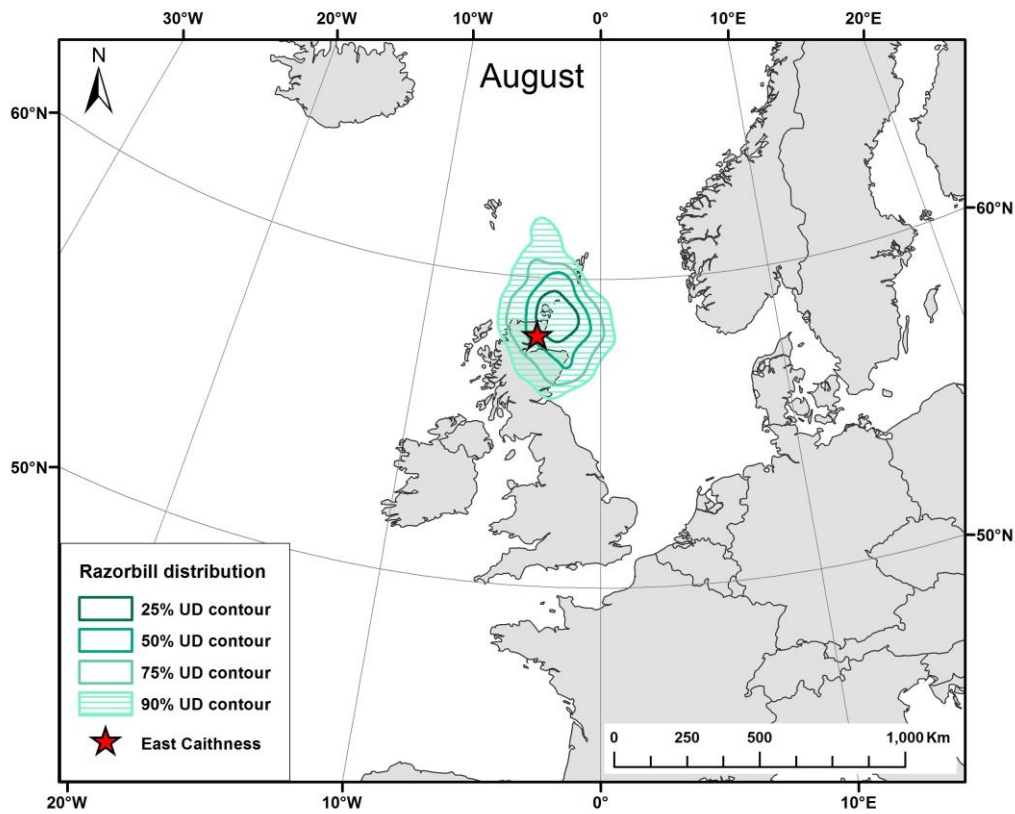 30°W 20°W 10°W 0° 10°E 20°E
N
August
60°N
60°N
50°N
50°N
Razorbill distribution
25% UD contour
50% UD contour
75% UD contour
90% UD contour
East Caithness
0 250 500 1,000 Km
20°W 10°W 0° 10°E